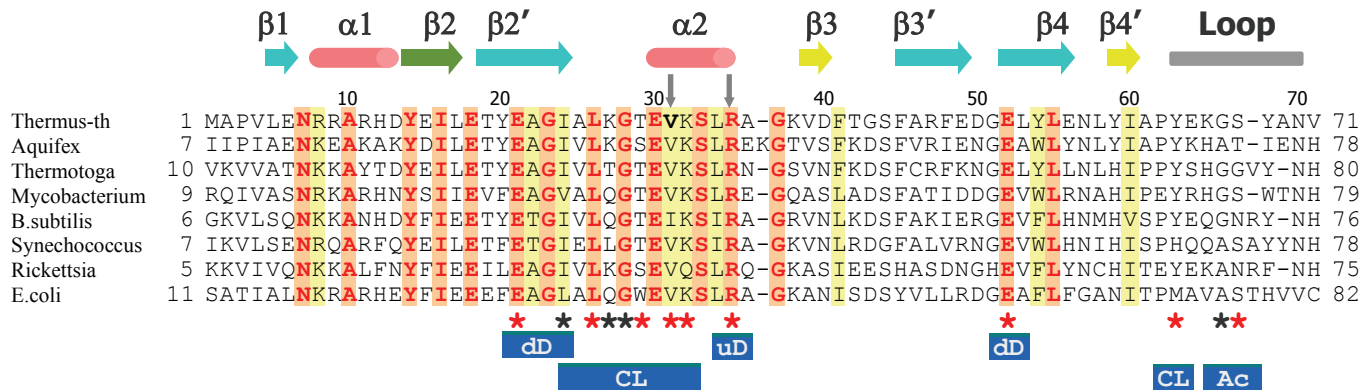 β1 α1 β2 β2′ α2 β3 β3′ β4 β4′ Loop
10 20 30 40 50 60 70
Thermus-th 1 MAPVLENRRARHDYEILETYEAGIALKGTEVKSLRA-GKVDFTGSFARFEDGELYLENLYIAPYEKGS-YANV 71
Aquifex 7 IIPIAENKEAKAKYDILETYEAGIVLKGSEVKSLREKGTVSFKDSFVRIENGEAWLYNLYIAPYKHAT-IENH 78
Thermotoga 10 VKVVATNKKAYTDYTILETYEAGIVLTGTEVKSLRN-GSVNFKDSFCRFKNGELYLLNLHIPPYSHGGVY-NH 80
Mycobacterium 9 RQIVASNRKARHNYSIIEVFEAGVALQGTEVKSLRE-GQASLADSFATIDDGEVWLRNAHIPEYRHGS-WTNH 79
B.subtilis 6 GKVLSQNKKANHDYFIEETYETGIVLQGTEIKSIRA-GRVNLKDSFAKIERGEVFLHNMHVSPYEQGNRY-NH 76
Synechococcus 7 IKVLSENRQARFQYEILETFETGIELLGTEVKSIRA-GKVNLRDGFALVRNGEVWLHNIHISPHQQASAYYNH 78
Rickettsia 5 KKVIVQNKKALFNYFIEEILEAGIVLKGSEVQSLRQ-GKASIEESHASDNGHEVFLYNCHITEYEKANRF-NH 75
E.coli 11 SATIALNKRARHEYFIEEEFEAGLALQGWEVKSLRA-GKANISDSYVLLRDGEAFLFGANITPMAVASTHVVC 82
* * * * * * * * * * * * *
dD uD dD
CL CL Ac